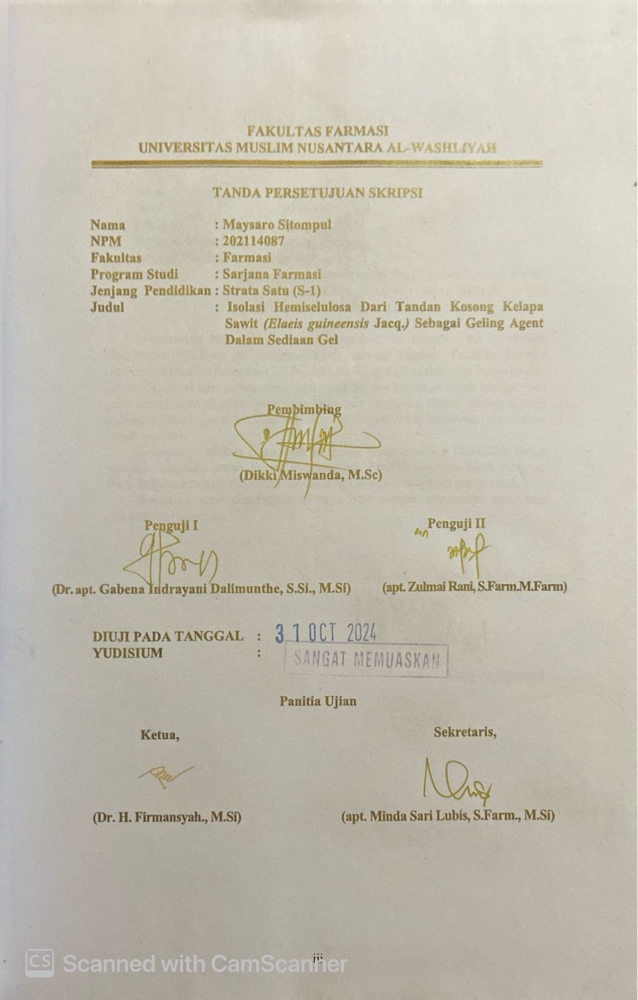 FAKULTAS FARMASI
UNIVERSITAS MUSLIM NUSANTARA AL-WASHLIYAH
TANDA PERSETUJUAN SKRIPSI
Nama : Maysaro Sitompul
NPM : 202114087
Fakultas : Farmasi
Program Studi : Sarjana Farmasi
Jenjang Pendidikan : Strata Satu (S-1)
Judul : Isolasi Hemiselulosa Dari Tandan Kosong Kelapa
Sawit (Elaeis guineensis Jacq.) Sebagai Geling Agent
Dalam Sediaan Gel
Pembimbing
(Dikki Miswanda, M.Sc)
Penguji I
(Dr. apt. Gabena Indrayani Dalimunthe, S.Si., M.Si)
Penguji II
(apt. Zulmai Rani, S.Farm.M.Farm)
DIUJI PADA TANGGAL : 31 OCT 2024
YUDISIUM : SANGAT MEMUASKAN
Panitia Ujian
Ketua,
(Dr. H. Firmansyah., M.Si)
Sekretaris,
(apt. Minda Sari Lubis, S.Farm., M.Si)
iii
CS Scanned with CamScanner